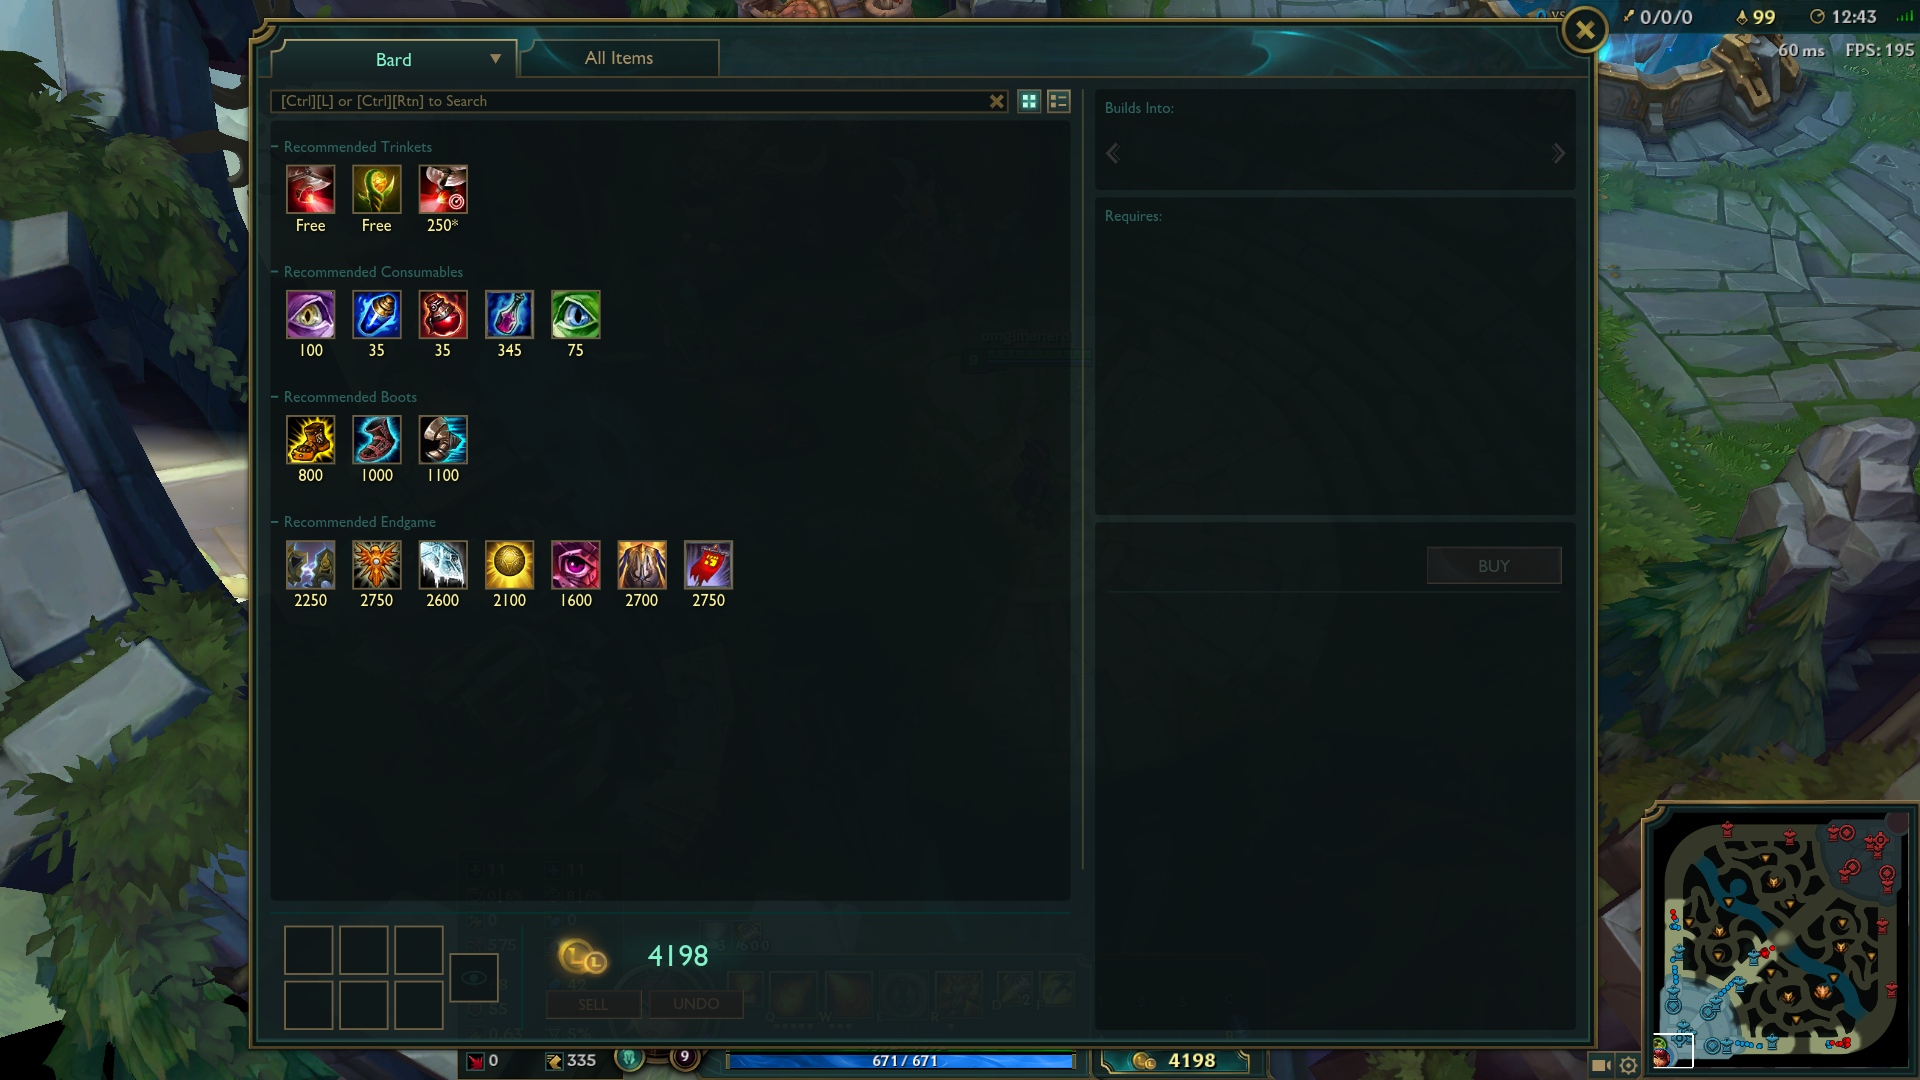 VS
0/0/0
99
12:43
60 ms FPS: 195
Bard
All Items
[Ctrl][L] or [Ctrl][Rtn] to Search
Builds Into:
Requires:
BUY
Recommended Trinkets
Free Free 250*
Recommended Consumables
100 35 35 345 75
Recommended Boots
800 1000 1100
Recommended Endgame
2250 2750 2600 2100 1600 2700 2750
4198
SELL UNDO
0 335 9 671 / 671 4198